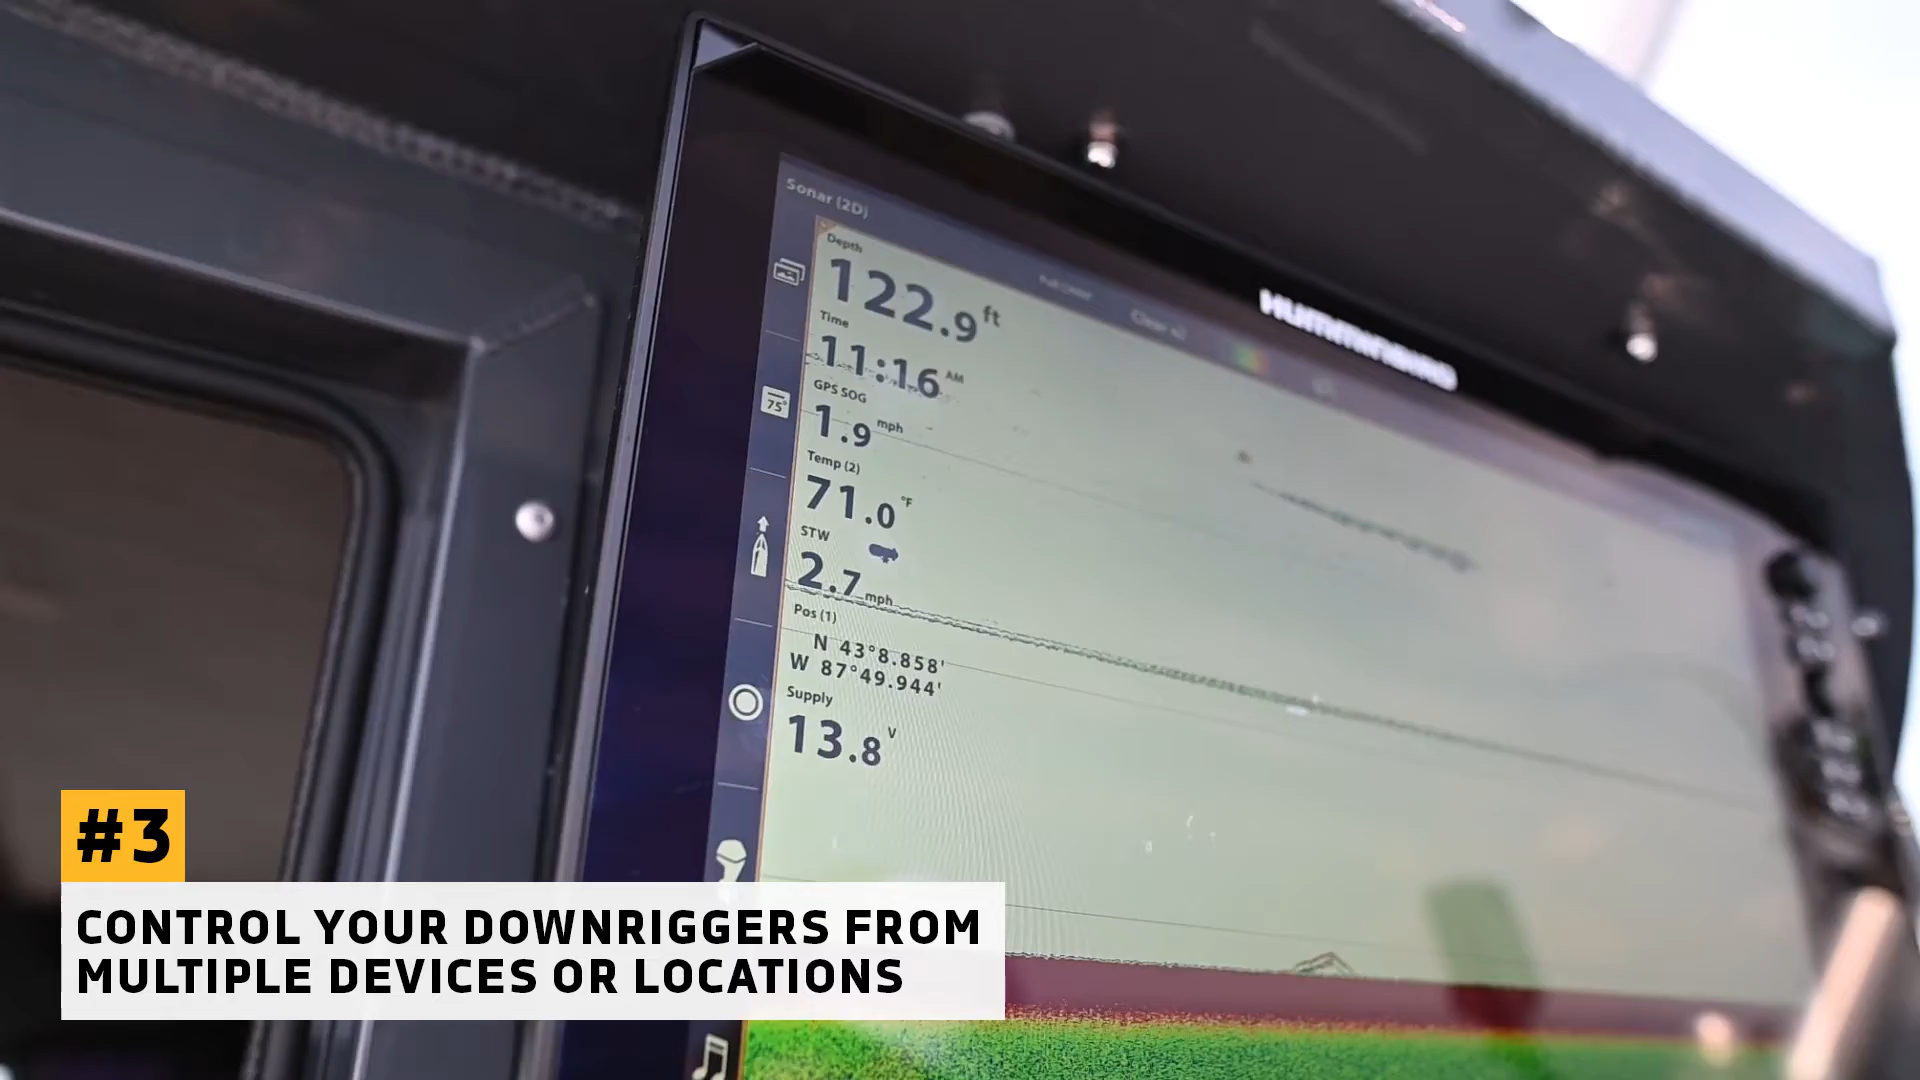 Sonar (2D)
Depth
122.9 ft
Time
11:16 AM
GPS SOG
1.9 mph
Temp (2)
71.0 °F
STW
2.7 mph
Pos (1)
N 43°8.858'
W 87°49.944'
Supply
13.8 V
75°
Clear
HUMMINBIRD
#3
CONTROL YOUR DOWNRIGGERS FROM
MULTIPLE DEVICES OR LOCATIONS